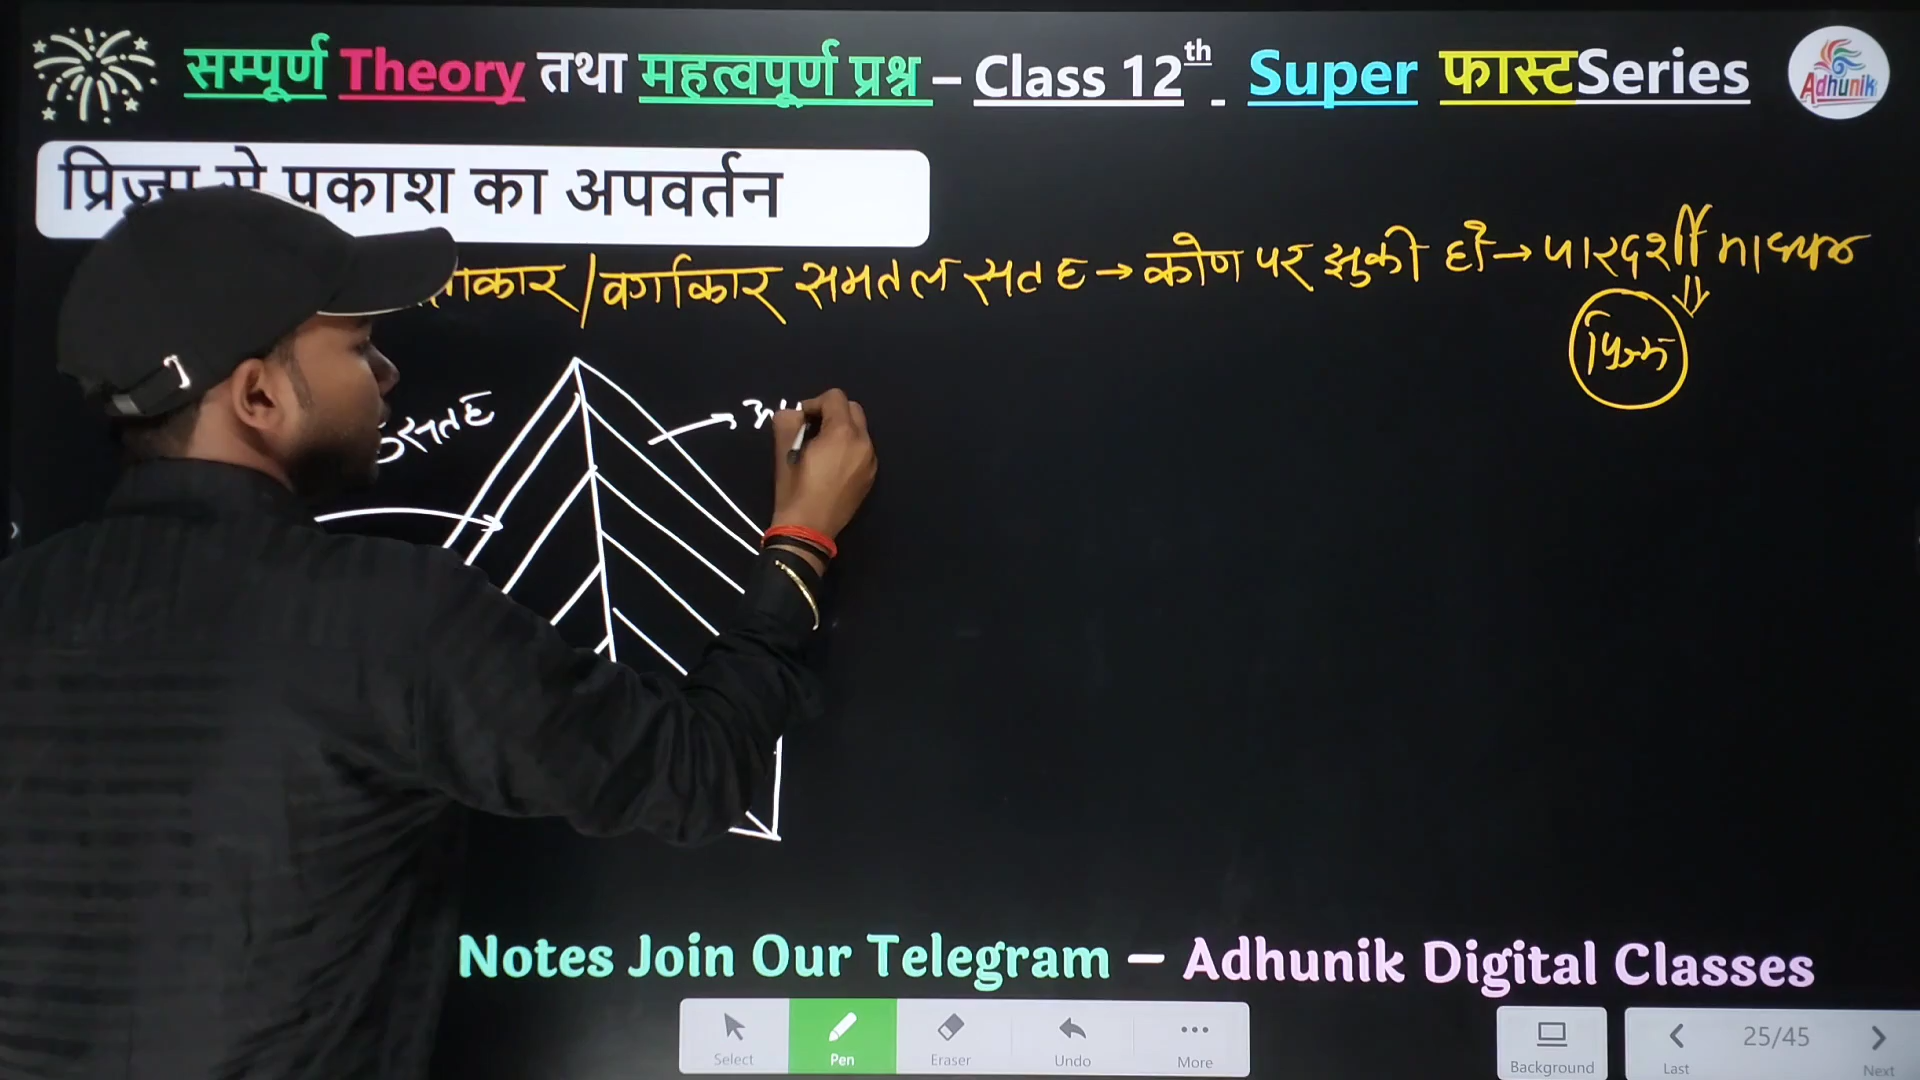 सम्पूर्ण Theory तथा महत्वपूर्ण प्रश्न – Class 12th - Super फास्टSeries
Adhunik
प्रिज्म से प्रकाश का अपवर्तन
/वर्गाकार समतल सतह → कोण पर झुकी हो → पारदर्शी माध्यम
प्रिज्म
सतह
Notes Join Our Telegram – Adhunik Digital Classes
Select Pen Eraser Undo More Background Last 25/45 Next